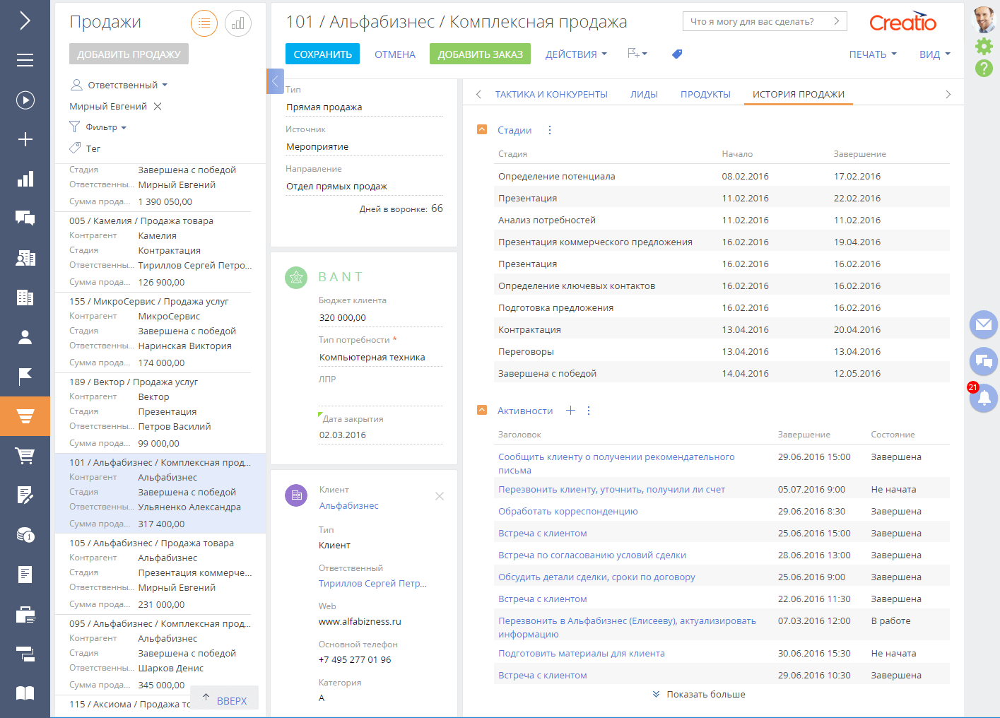 Продажи
ДОБАВИТЬ ПРОДАЖУ
Ответственный
Мирный Евгений
Фильтр
Тег
Стадия Завершена с победой
Ответственны... Мирный Евгений
Сумма прода... 1 390 050,00
005 / Камелия / Продажа товара
Контрагент Камелия
Стадия Контрактация
Ответственны... Тириллов Сергей Петро...
Сумма прода... 126 900,00
155 / МикроСервис / Продажа услуг
Контрагент МикроСервис
Стадия Завершена с победой
Ответственны... Наринская Виктория
Сумма прода... 174 000,00
189 / Вектор / Продажа услуг
Контрагент Вектор
Стадия Презентация
Ответственны... Петров Василий
Сумма прода... 99 000,00
101 / Альфабизнес / Комплексная прод...
Контрагент Альфабизнес
Стадия Завершена с победой
Ответственны... Ульяненко Александра
Сумма прода... 317 400,00
105 / Альфабизнес / Продажа товара
Контрагент Альфабизнес
Стадия Презентация коммерче...
Ответственны... Мирный Евгений
Сумма прода... 231 000,00
095 / Альфабизнес / Комплексная прод...
Контрагент Альфабизнес
Стадия Завершена с победой
Ответственны... Шарков Денис
Сумма прода... 345 000,00
115 / Аксиома / Продажа то
ВВЕРХ
101 / Альфабизнес / Комплексная продажа
Что я могу для вас сделать?
Creatio
СОХРАНИТЬ ОТМЕНА ДОБАВИТЬ ЗАКАЗ ДЕЙСТВИЯ ПЕЧАТЬ ВИД
Тип
Прямая продажа
Источник
Мероприятие
Направление
Отдел прямых продаж
Дней в воронке: 66
BANT
Бюджет клиента
320 000,00
Тип потребности *
Компьютерная техника
ЛПР
Дата закрытия
02.03.2016
Клиент
Альфабизнес
Тип
Клиент
Ответственный
Тириллов Сергей Петр...
Web
www.alfabizness.ru
Основной телефон
+7 495 277 01 96
Категория
A
ТАКТИКА И КОНКУРЕНТЫ ЛИДЫ ПРОДУКТЫ ИСТОРИЯ ПРОДАЖИ
Стадии
Стадия Начало Завершение
Определение потенциала 08.02.2016 17.02.2016
Презентация 11.02.2016 22.02.2016
Анализ потребностей 11.02.2016 11.02.2016
Презентация коммерческого предложения 16.02.2016 19.04.2016
Презентация 16.02.2016 16.02.2016
Определение ключевых контактов 16.02.2016 16.02.2016
Подготовка предложения 16.02.2016 16.02.2016
Контрактация 13.04.2016 20.04.2016
Переговоры 13.04.2016 13.04.2016
Завершена с победой 14.04.2016 12.05.2016
Активности
Заголовок Завершение Состояние
Сообщить клиенту о получении рекомендательного 29.06.2016 15:00 Завершена
письма
Перезвонить клиенту, уточнить, получили ли счет 05.07.2016 9:00 Не начата
Обработать корреспонденцию 29.06.2016 8:30 Завершена
Встреча с клиентом 25.06.2016 15:00 Завершена
Встреча по согласованию условий сделки 28.06.2016 13:00 Завершена
Обсудить детали сделки, сроки по договору 25.06.2016 9:00 Завершена
Встреча с клиентом 22.06.2016 11:30 Завершена
Перезвонить в Альфабизнес (Елисееву), актуализировать 07.03.2016 12:00 В работе
информацию
Подготовить материалы для клиента 30.06.2016 15:30 Не начата
Встреча с клиентом 29.06.2016 10:30 Завершена
Показать больше
21